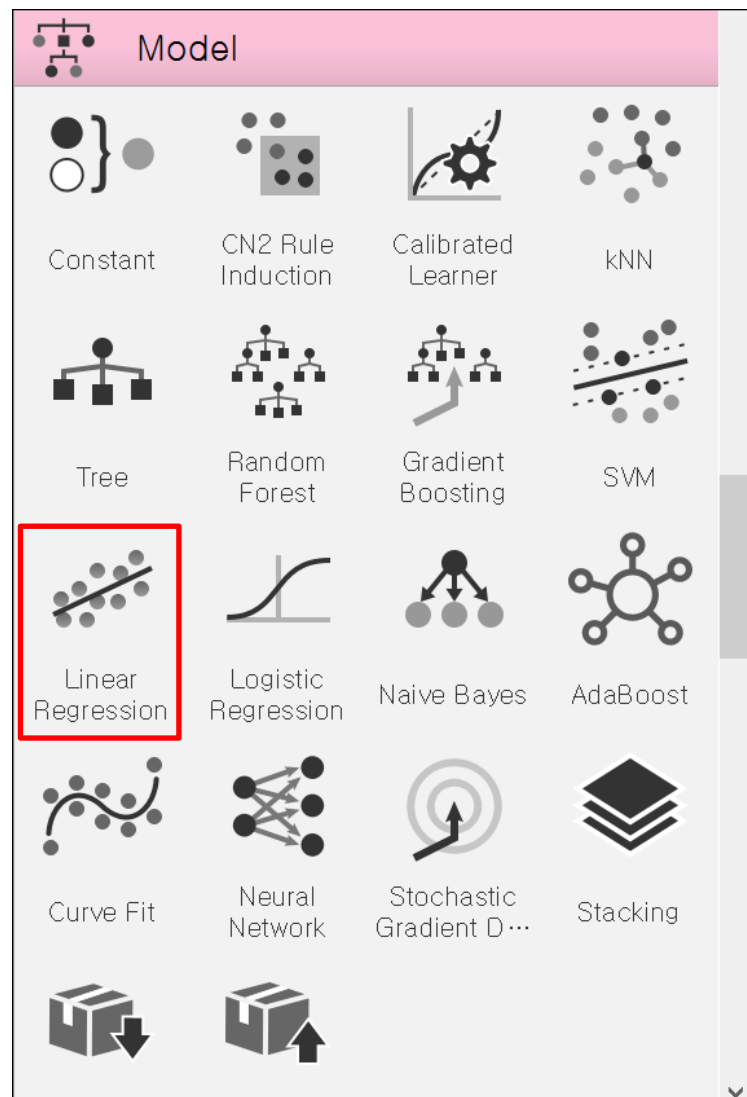 Model
Constant
CN2 Rule
Induction
Calibrated
Learner
kNN
Tree
Random
Forest
Gradient
Boosting
SVM
Linear
Regression
Logistic
Regression
Naive Bayes
AdaBoost
Curve Fit
Neural
Network
Stochastic
Gradient D⋯
Stacking